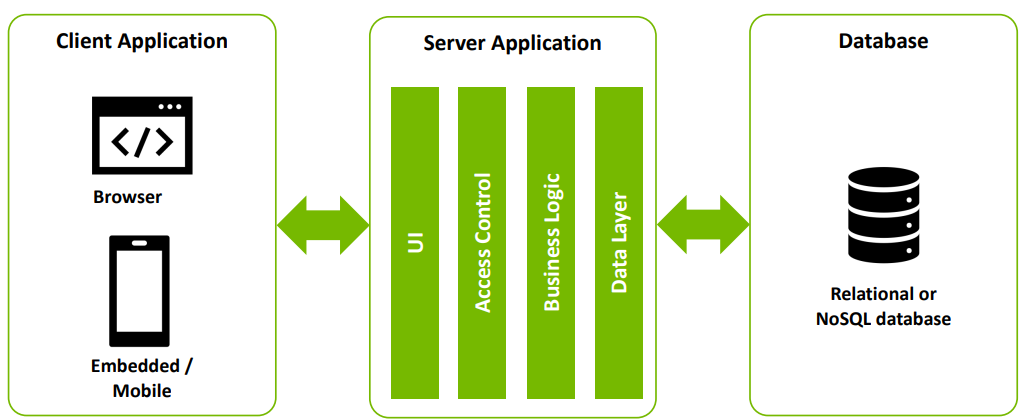 Client Application
</>
Browser
Embedded /
Mobile
Server Application
UI
Access Control
Business Logic
Data Layer
Database
Relational or
NoSQL database